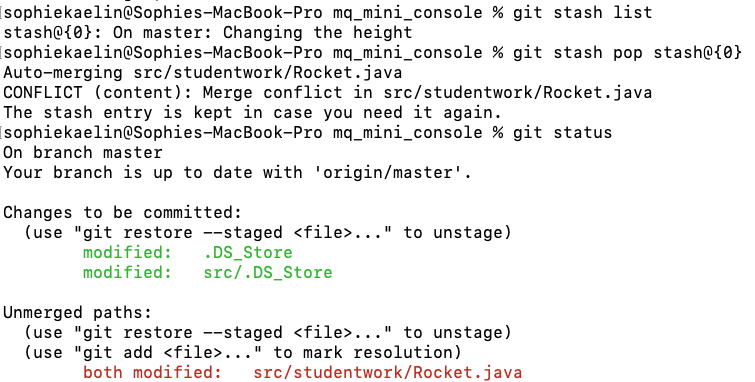 [sophiekaelin@Sophies-MacBook-Pro mq_mini_console % git stash list
stash@{0}: On master: Changing the height
[sophiekaelin@Sophies-MacBook-Pro mq_mini_console % git stash pop stash@{0}
Auto-merging src/studentwork/Rocket.java
CONFLICT (content): Merge conflict in src/studentwork/Rocket.java
The stash entry is kept in case you need it again.
[sophiekaelin@Sophies-MacBook-Pro mq_mini_console % git status
On branch master
Your branch is up to date with 'origin/master'.

Changes to be committed:
  (use "git restore --staged <file>..." to unstage)
        modified:   .DS_Store
        modified:   src/.DS_Store

Unmerged paths:
  (use "git restore --staged <file>..." to unstage)
  (use "git add <file>..." to mark resolution)
        both modified:   src/studentwork/Rocket.java